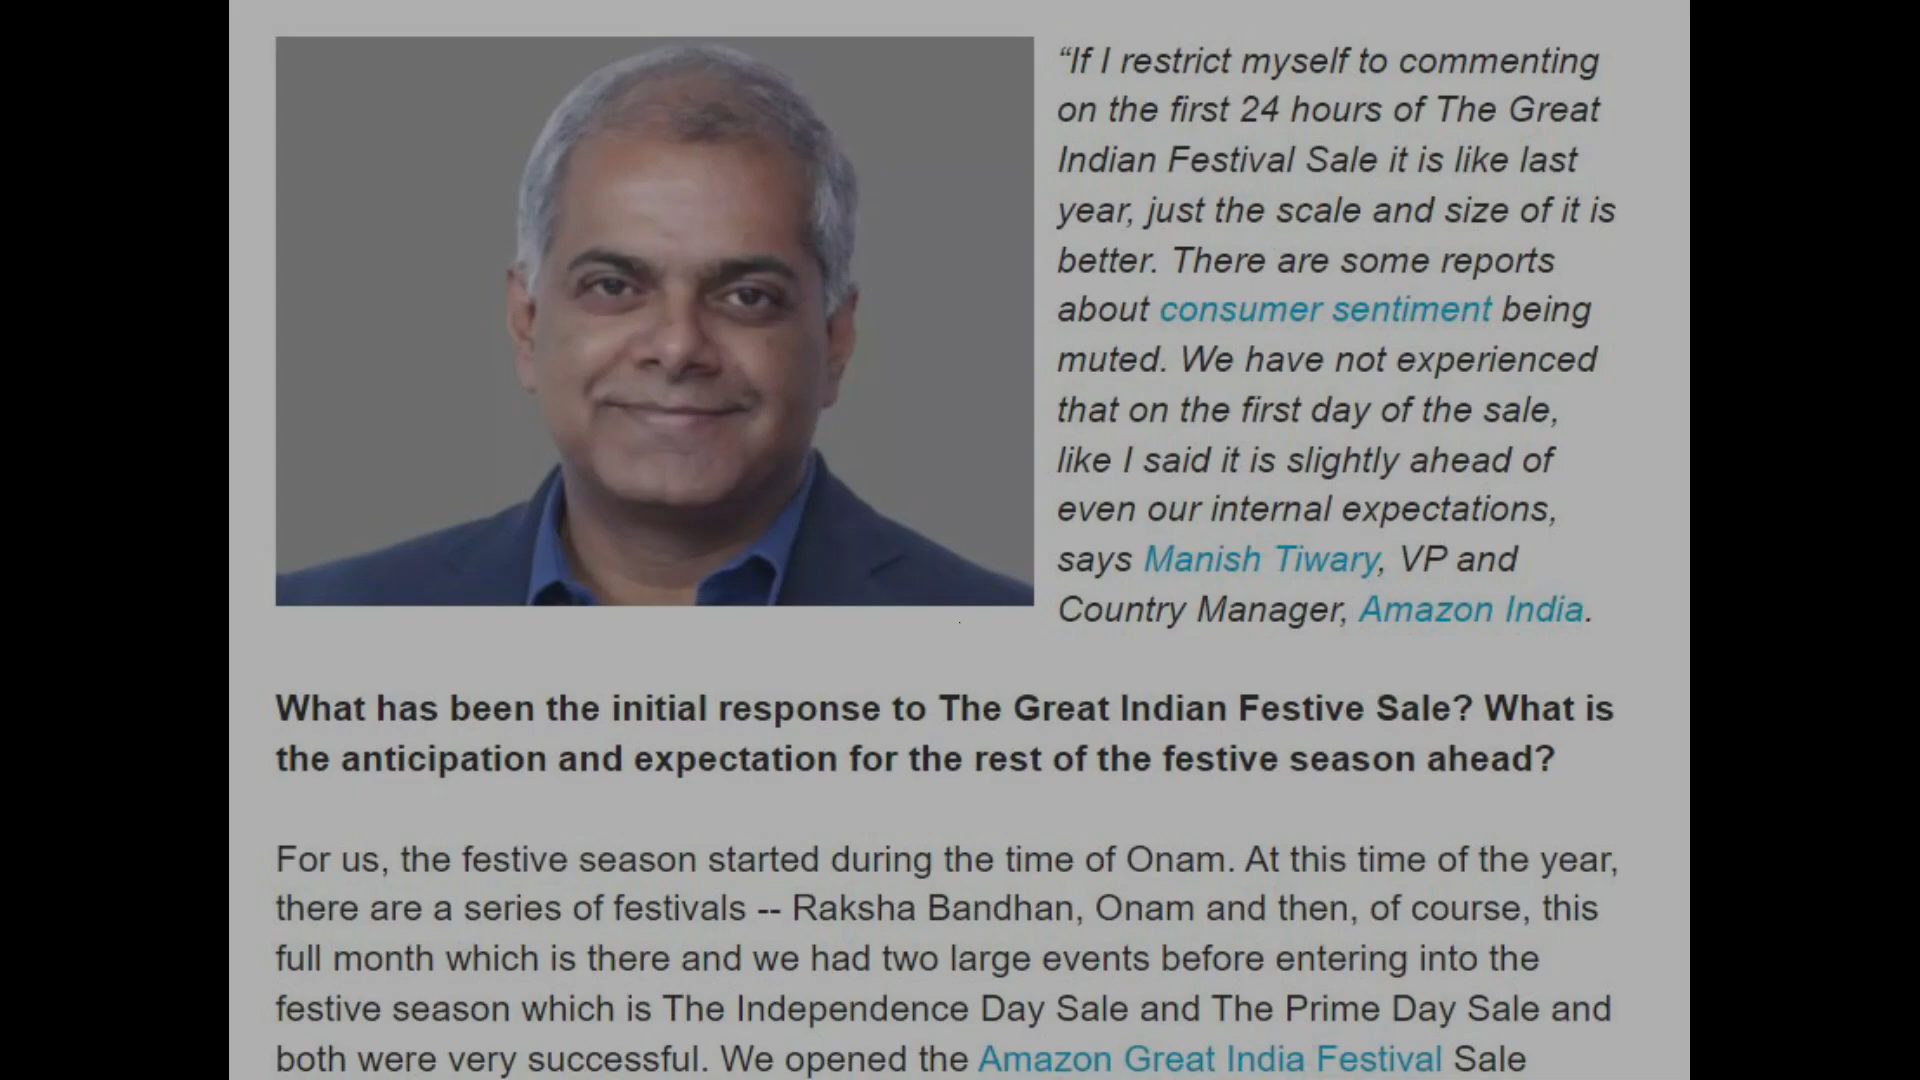 “If I restrict myself to commenting
on the first 24 hours of The Great
Indian Festival Sale it is like last
year, just the scale and size of it is
better. There are some reports
about consumer sentiment being
muted. We have not experienced
that on the first day of the sale,
like I said it is slightly ahead of
even our internal expectations,
says Manish Tiwary, VP and
Country Manager, Amazon India.
What has been the initial response to The Great Indian Festive Sale? What is
the anticipation and expectation for the rest of the festive season ahead?
For us, the festive season started during the time of Onam. At this time of the year,
there are a series of festivals -- Raksha Bandhan, Onam and then, of course, this
full month which is there and we had two large events before entering into the
festive season which is The Independence Day Sale and The Prime Day Sale and
both were very successful. We opened the Amazon Great India Festival Sale